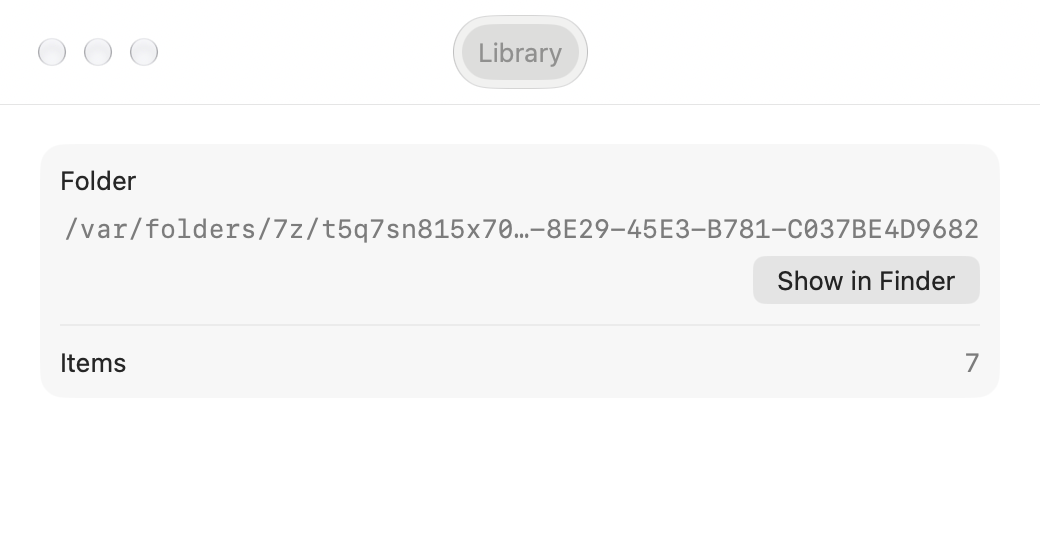 Library
Folder
/var/folders/7z/t5q7sn815x70…-8E29-45E3-B781-C037BE4D9682
Show in Finder
Items 7